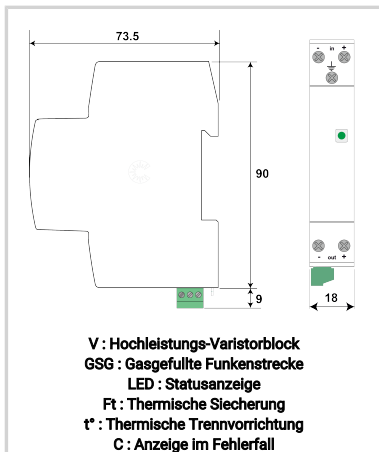 73.5
- in +
90
- out +
9
18
V : Hochleistungs-Varistorblock
GSG : Gasgefullte Funkenstrecke
LED : Statusanzeige
Ft : Thermische Siecherung
t° : Thermische Trennvorrichtung
C : Anzeige im Fehlerfall